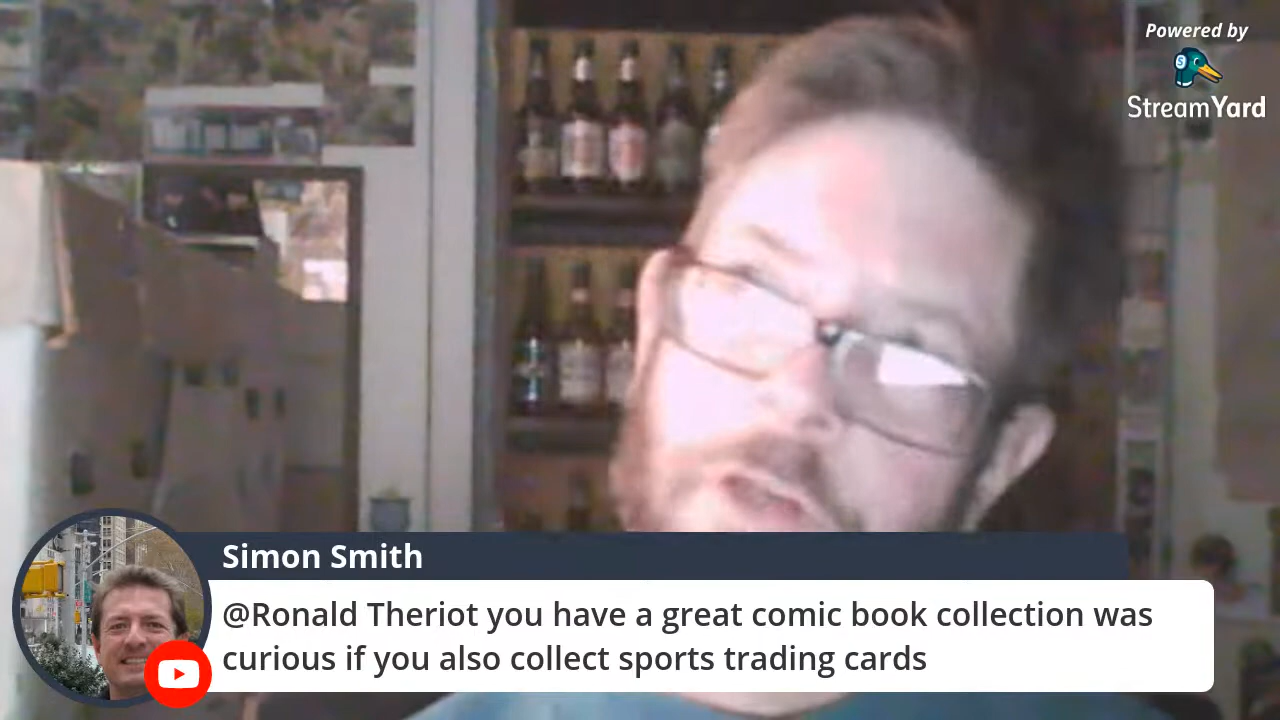 Powered by
StreamYard
Simon Smith
@Ronald Theriot you have a great comic book collection was
curious if you also collect sports trading cards